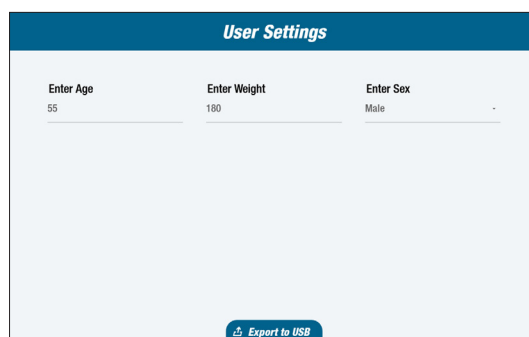 User Settings
Enter Age Enter Weight Enter Sex
55 180 Male -
Export to USB